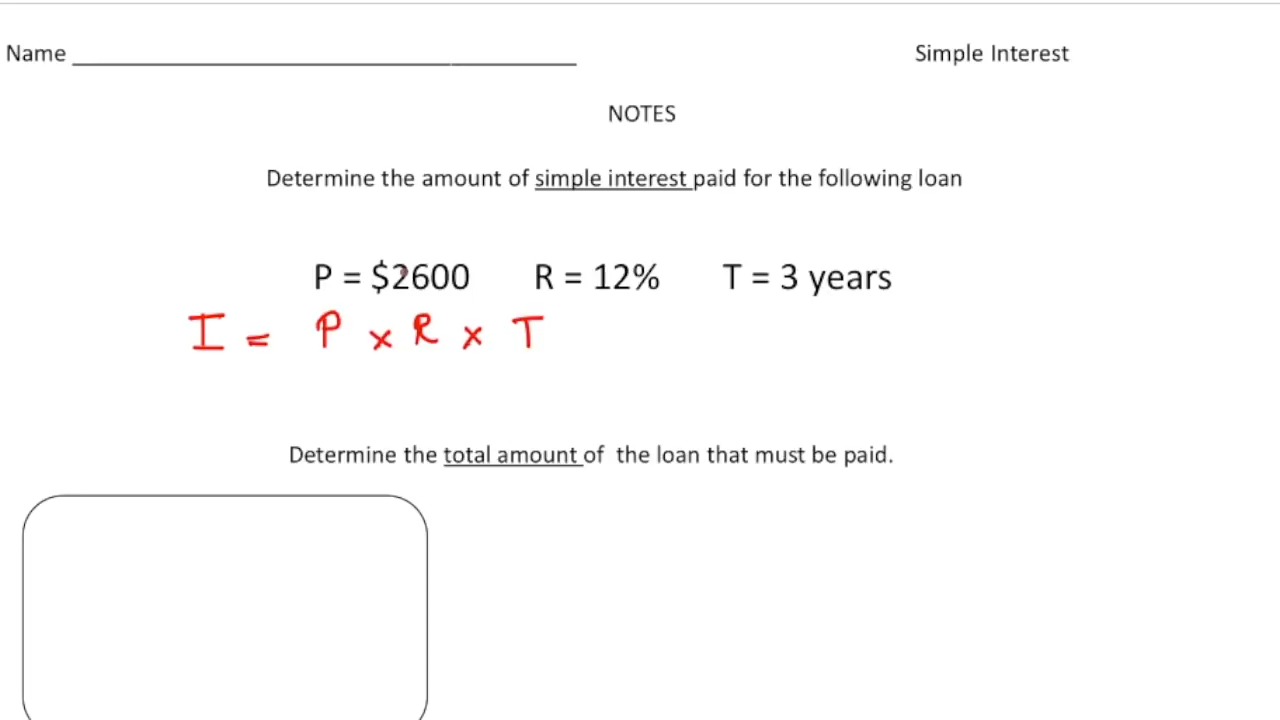 Name ________________________________________ Simple Interest
NOTES
Determine the amount of simple interest paid for the following loan
P = $2600 R = 12% T = 3 years
I = P × R × T
Determine the total amount of the loan that must be paid.